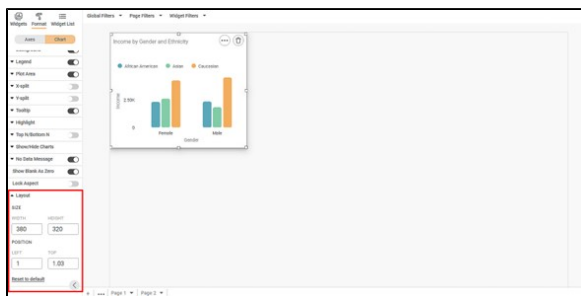 Widgets Format Widget List
Global Filters Page Filters Widget Filters
Axes Chart
Legend
Plot Area
X-split
Y-split
Tooltip
Highlight
Top N/Bottom N
Show/Hide Charts
No Data Message
Show Blank As Zero
Lock Aspect
Layout
SIZE
WIDTH HEIGHT
380 320
POSITION
LEFT TOP
1 1.03
Reset to default
Income by Gender and Ethnicity
African American Asian Caucasian
Income
2.50K
0
Female Male
Gender
+ Page 1 Page 2